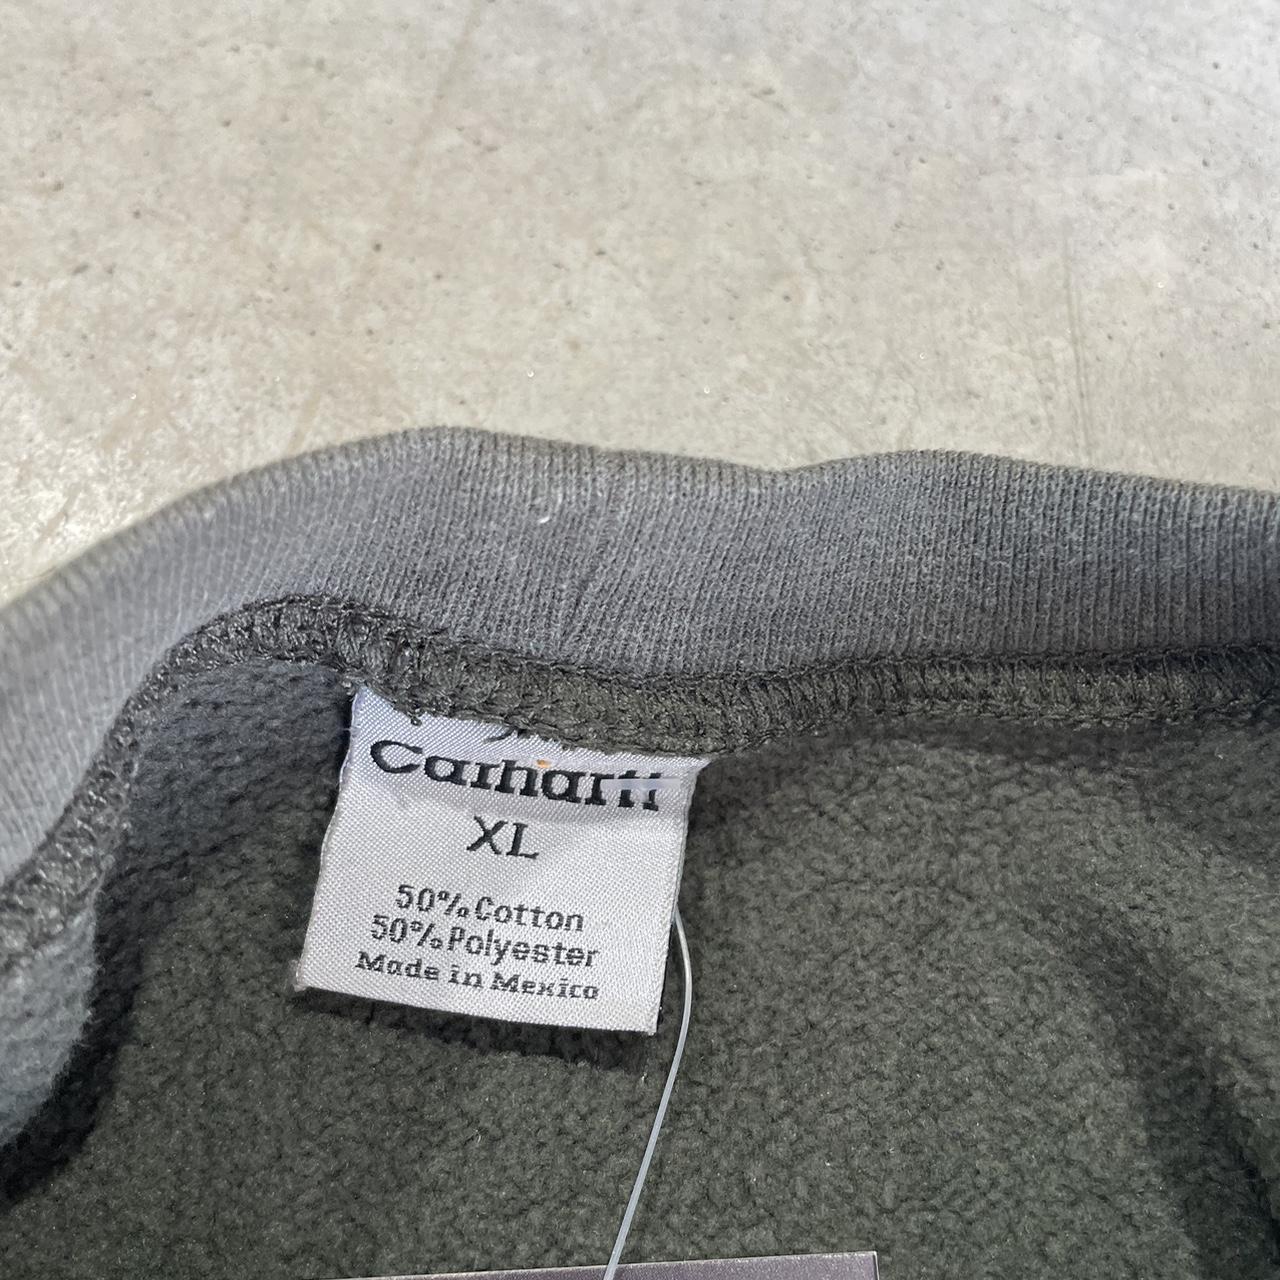 Carhartt
XL
50% Cotton
50% Polyester
Made in Mexico